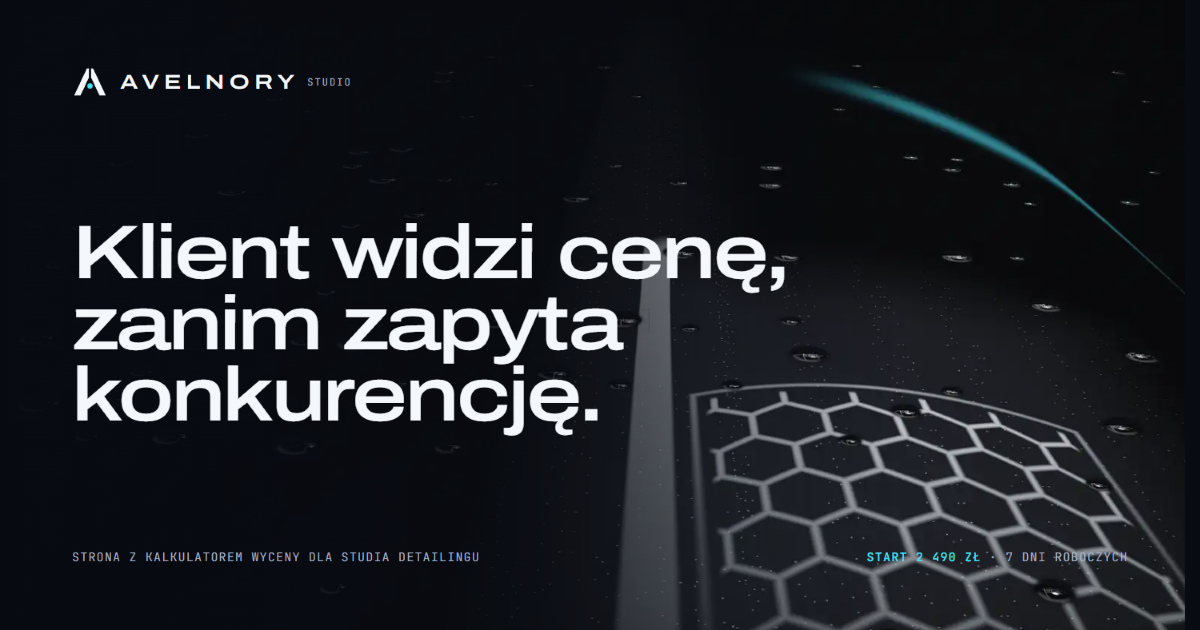 AVELNORY STUDIO
Klient widzi cenę,
zanim zapyta
konkurencję.
STRONA Z KALKULATOREM WYCENY DLA STUDIA DETAILINGU
START 2 490 ZŁ · 7 DNI ROBOCZYCH